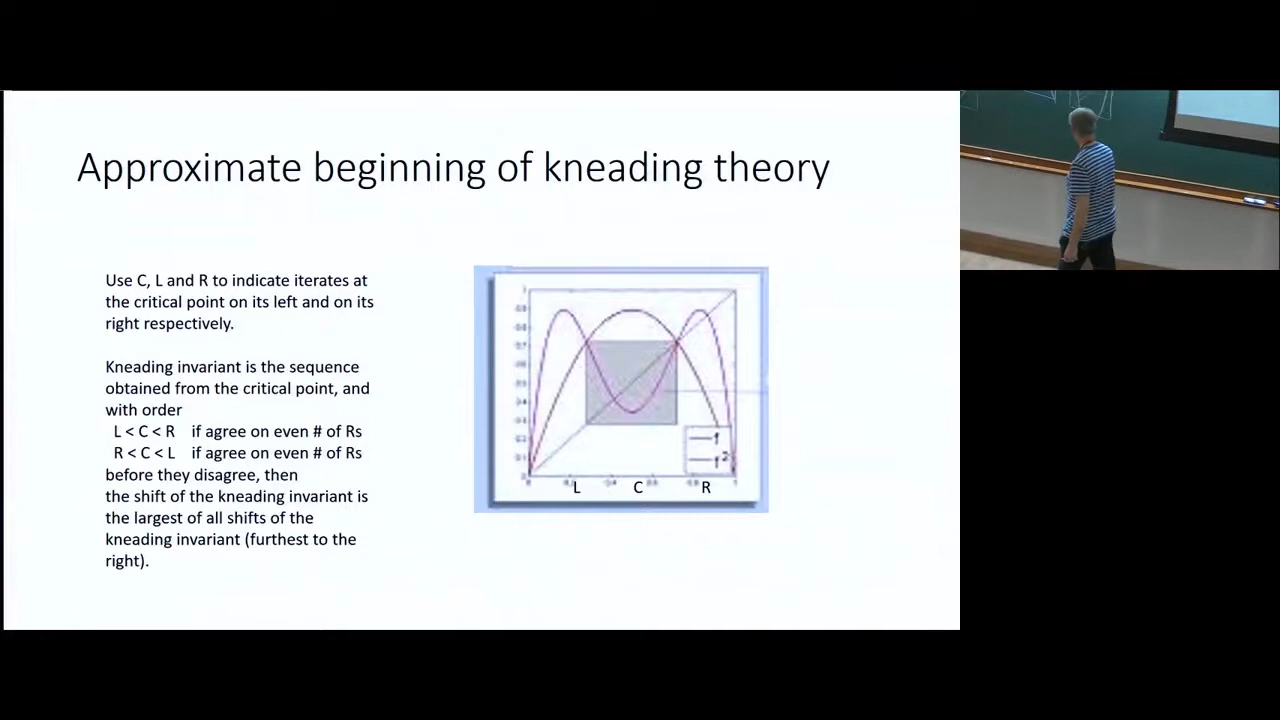 Approximate beginning of kneading theory
Use C, L and R to indicate iterates at
the critical point on its left and on its
right respectively.
Kneading invariant is the sequence
obtained from the critical point, and
with order
L < C < R if agree on even # of Rs
R < C < L if agree on even # of Rs
before they disagree, then
the shift of the kneading invariant is
the largest of all shifts of the
kneading invariant (furthest to the
right).
f
f²
L C R